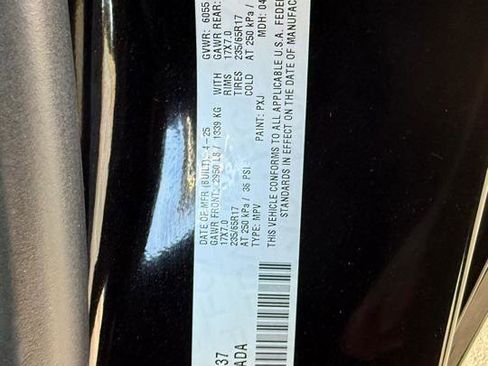 DATE OF MFR (BUILT): 4-25 GVWR: 6055
GAWR FRONT: 2950 LB / 1339 KG WITH GAWR REAR:
17X7.0 RIMS 17X7.0
235/65R17 TIRES 235/65R17
AT 250 kPa / 36 PSI COLD AT 250 kPa /
TYPE: MPV PAINT: PXJ MDH: 04
THIS VEHICLE CONFORMS TO ALL APPLICABLE U.S.A. FEDER
STANDARDS IN EFFECT ON THE DATE OF MANUFAC
37
ADA